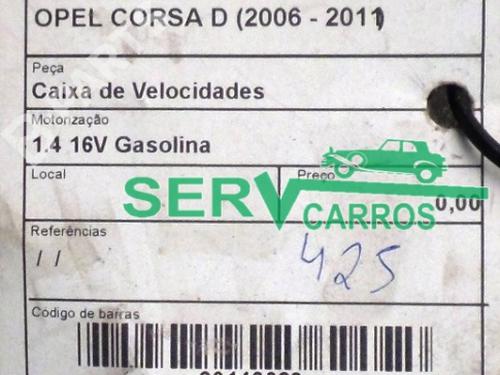 OPEL CORSA D (2006 - 2011)
Peça
Caixa de Velocidades
Motorização
1.4 16V Gasolina
Local
Preço
SERV CARROS
0,00
Referências
/ /
425
Código de barras